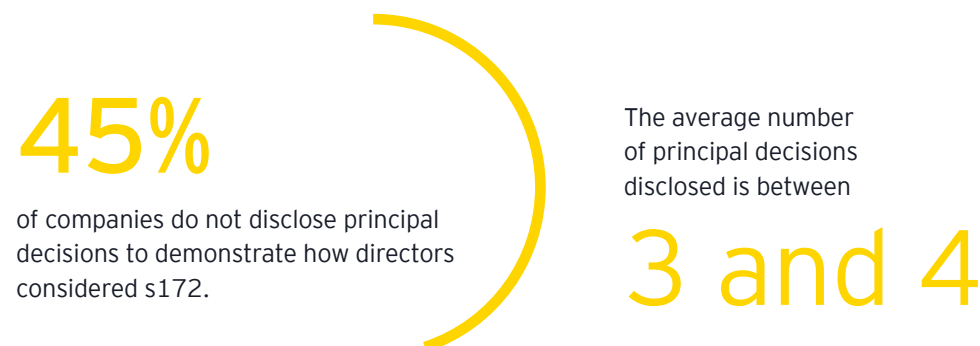 45%
of companies do not disclose principal
decisions to demonstrate how directors
considered s172.
The average number
of principal decisions
disclosed is between
3 and 4